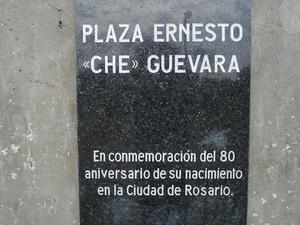 PLAZA ERNESTO
«CHE» GUEVARA
En conmemoración del 80
aniversario de su nacimiento
en la Ciudad de Rosario.